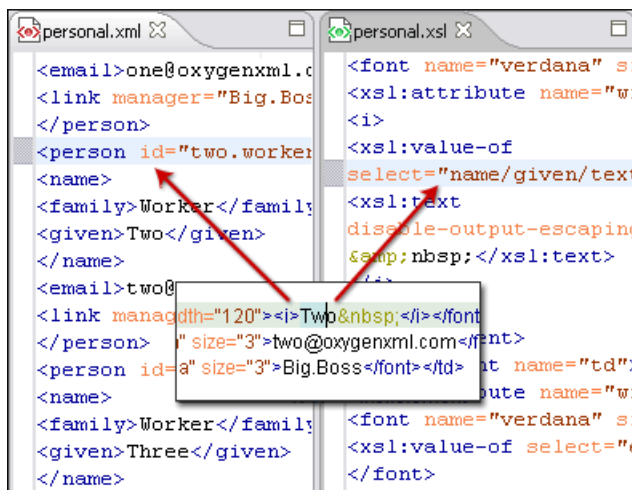 personal.xml
<email>one@oxygenxml.c
<link manager="Big.Bos
</person>
<person id="two.worker
<name>
<family>Worker</family
<given>Two</given>
</name>
<email>two@
<link manag
</person>
<person id=
<name>
<family>Worker</family
<given>Three</given>
</name>
personal.xsl
<font name="verdana" s
<xsl:attribute name="w
<i>
<xsl:value-of
select="name/given/text
<xsl:text
disable-output-escaping
&amp;nbsp;</xsl:text>
ent>
nt name="td">
bute name="w
<font name="verdana" s
<xsl:value-of select="
</font>
dth="120"><i>Two&nbsp;</i></font
a" size="3">two@oxygenxml.com</f
a" size="3">Big.Boss</font></td>